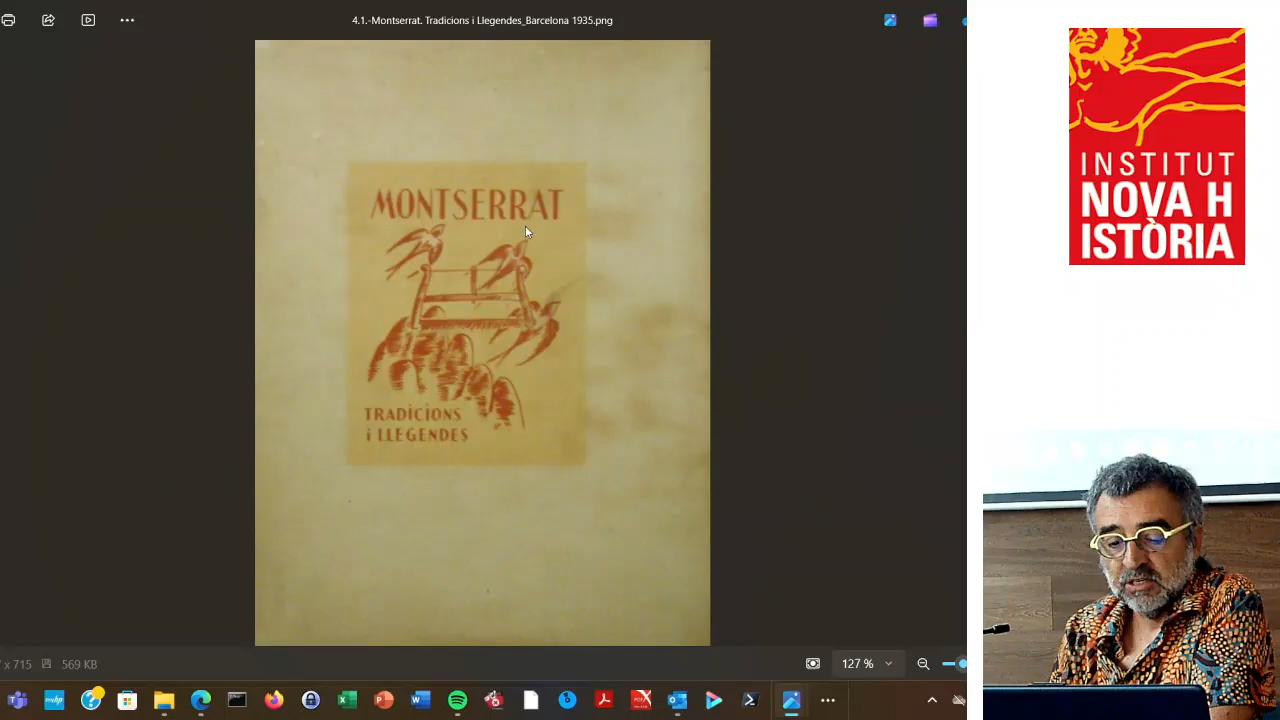 4.1.-Montserrat. Tradicions i Llegendes_Barcelona 1935.png
MONTSERRAT
TRADICIONS
i LLEGENDES
x 715
569 KB
127 %
INSTITUT
NOVA H
ISTÒRIA